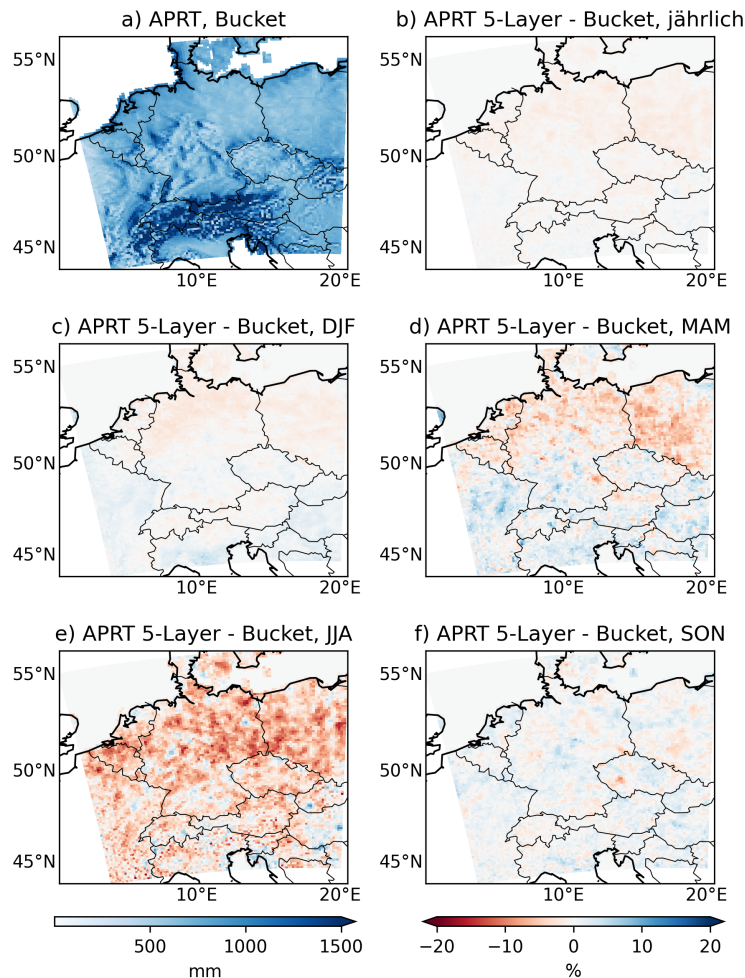 a) APRT, Bucket
b) APRT 5-Layer - Bucket, jährlich
55°N
50°N
45°N
10°E
20°E
55°N
50°N
45°N
10°E
20°E
c) APRT 5-Layer - Bucket, DJF
d) APRT 5-Layer - Bucket, MAM
55°N
50°N
45°N
10°E
20°E
55°N
50°N
45°N
10°E
20°E
e) APRT 5-Layer - Bucket, JJA
f) APRT 5-Layer - Bucket, SON
55°N
50°N
45°N
10°E
20°E
55°N
50°N
45°N
10°E
20°E
500 1000 1500
mm
−20 −10 0 10 20
%